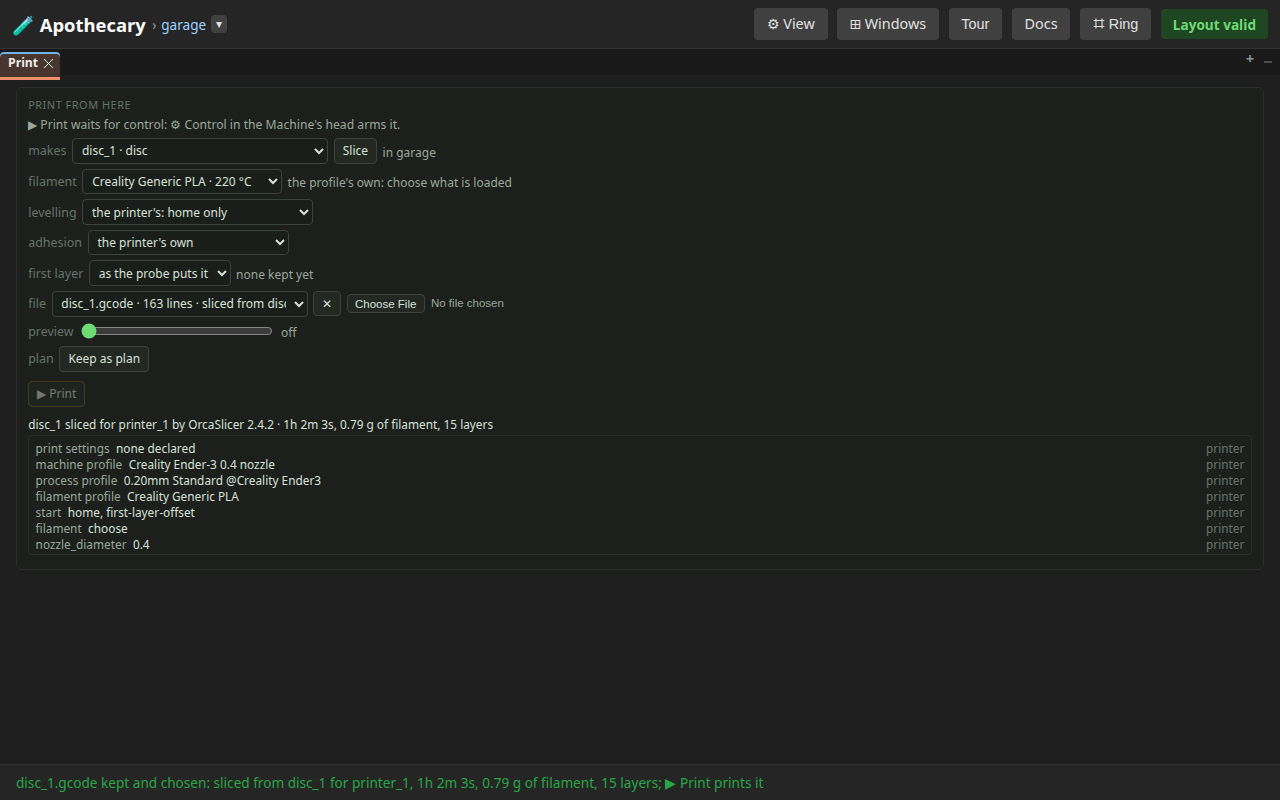 🧪 Apothecary › garage ▾ ⚙ View ⊞ Windows Tour Docs ⌗ Ring Layout valid
Print ✕ + –
PRINT FROM HERE
▶ Print waits for control: ⚙ Control in the Machine's head arms it.
makes disc_1 · disc Slice in garage
filament Creality Generic PLA · 220 °C the profile's own: choose what is loaded
levelling the printer's: home only
adhesion the printer's own
first layer as the probe puts it none kept yet
file disc_1.gcode · 163 lines · sliced from disc ✕ Choose File No file chosen
preview off
plan Keep as plan
▶ Print
disc_1 sliced for printer_1 by OrcaSlicer 2.4.2 · 1h 2m 3s, 0.79 g of filament, 15 layers
print settings none declared printer
machine profile Creality Ender-3 0.4 nozzle printer
process profile 0.20mm Standard @Creality Ender3 printer
filament profile Creality Generic PLA printer
start home, first-layer-offset printer
filament choose printer
nozzle_diameter 0.4 printer
disc_1.gcode kept and chosen: sliced from disc_1 for printer_1, 1h 2m 3s, 0.79 g of filament, 15 layers; ▶ Print prints it